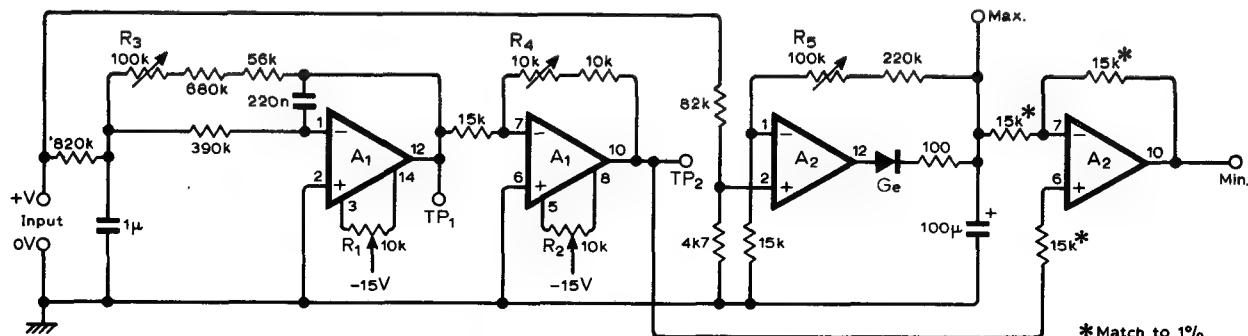 R3
100k
680k
56k
220n
'820k
390k
+V
Input
0V
1µ
1
2
3
12
14
A1
R1
10k
-15V
TP1
15k
R4
10k
10k
7
6
5
10
8
A1
R2
10k
-15V
TP2
82k
4k7
R5
100k
220k
1
2
12
A2
Ge
100
15k
100µ
+
Max.
15k*
15k*
7
6
10
A2
15k*
Min.
*Match to 1%